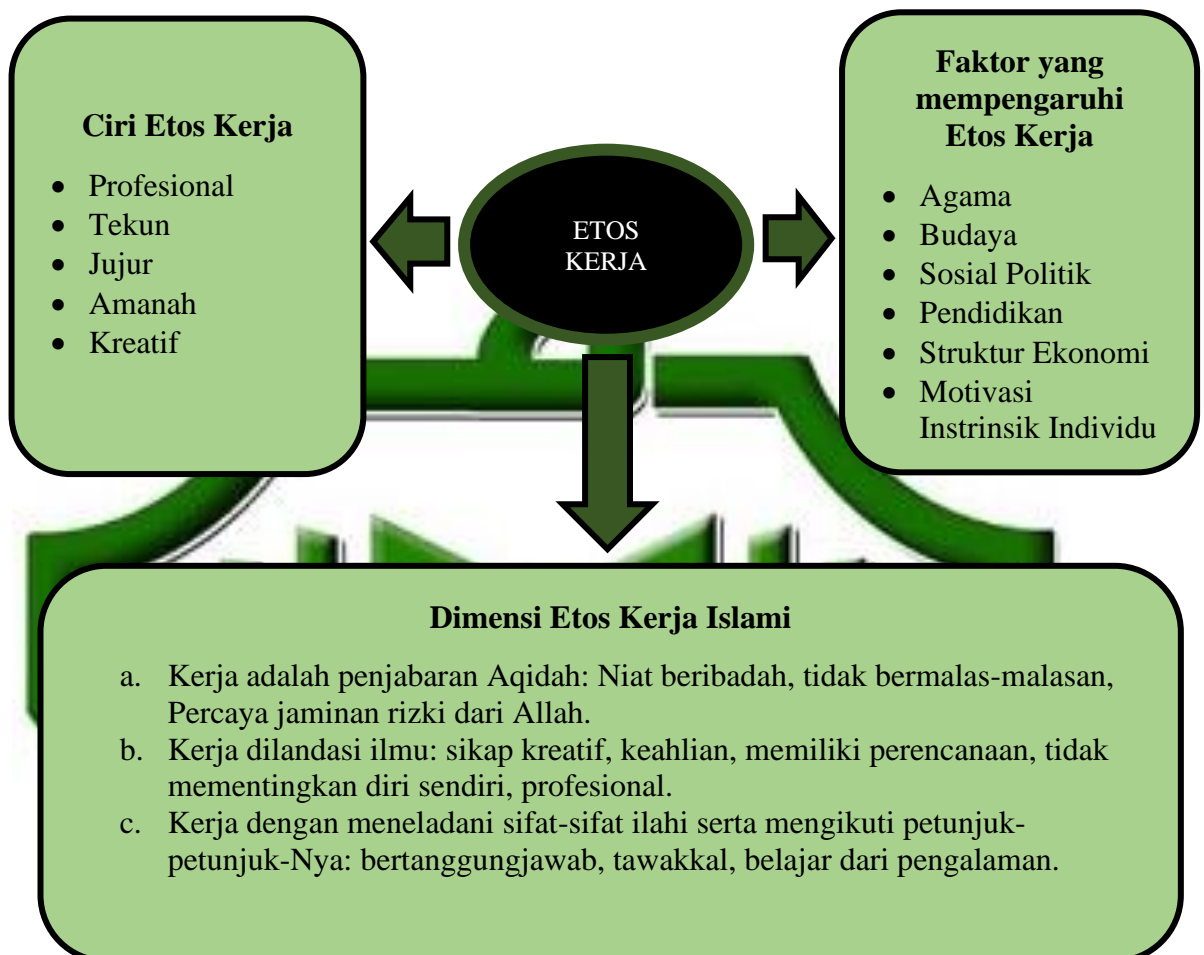 Ciri Etos Kerja
• Profesional
• Tekun
• Jujur
• Amanah
• Kreatif
ETOS
KERJA
Faktor yang
mempengaruhi
Etos Kerja
• Agama
• Budaya
• Sosial Politik
• Pendidikan
• Struktur Ekonomi
• Motivasi
Instrinsik Individu
Dimensi Etos Kerja Islami
a. Kerja adalah penjabaran Aqidah: Niat beribadah, tidak bermalas-malasan,
Percaya jaminan rizki dari Allah.
b. Kerja dilandasi ilmu: sikap kreatif, keahlian, memiliki perencanaan, tidak
mementingkan diri sendiri, profesional.
c. Kerja dengan meneladani sifat-sifat ilahi serta mengikuti petunjuk-
petunjuk-Nya: bertanggungjawab, tawakkal, belajar dari pengalaman.